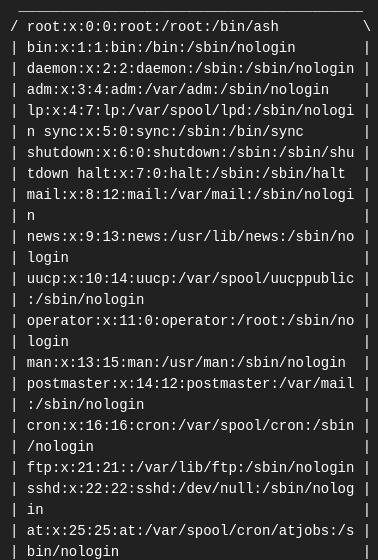 _________________________________________
/ root:x:0:0:root:/root:/bin/ash          \
| bin:x:1:1:bin:/bin:/sbin/nologin        |
| daemon:x:2:2:daemon:/sbin:/sbin/nologin |
| adm:x:3:4:adm:/var/adm:/sbin/nologin    |
| lp:x:4:7:lp:/var/spool/lpd:/sbin/nologi |
| n sync:x:5:0:sync:/sbin:/bin/sync       |
| shutdown:x:6:0:shutdown:/sbin:/sbin/shu |
| tdown halt:x:7:0:halt:/sbin:/sbin/halt  |
| mail:x:8:12:mail:/var/mail:/sbin/nologi |
| n                                       |
| news:x:9:13:news:/usr/lib/news:/sbin/no |
| login                                   |
| uucp:x:10:14:uucp:/var/spool/uucppublic |
| :/sbin/nologin                          |
| operator:x:11:0:operator:/root:/sbin/no |
| login                                   |
| man:x:13:15:man:/usr/man:/sbin/nologin  |
| postmaster:x:14:12:postmaster:/var/mail |
| :/sbin/nologin                          |
| cron:x:16:16:cron:/var/spool/cron:/sbin |
| /nologin                                |
| ftp:x:21:21::/var/lib/ftp:/sbin/nologin |
| sshd:x:22:22:sshd:/dev/null:/sbin/nolog |
| in                                      |
| at:x:25:25:at:/var/spool/cron/atjobs:/s |
| bin/nologin                             |